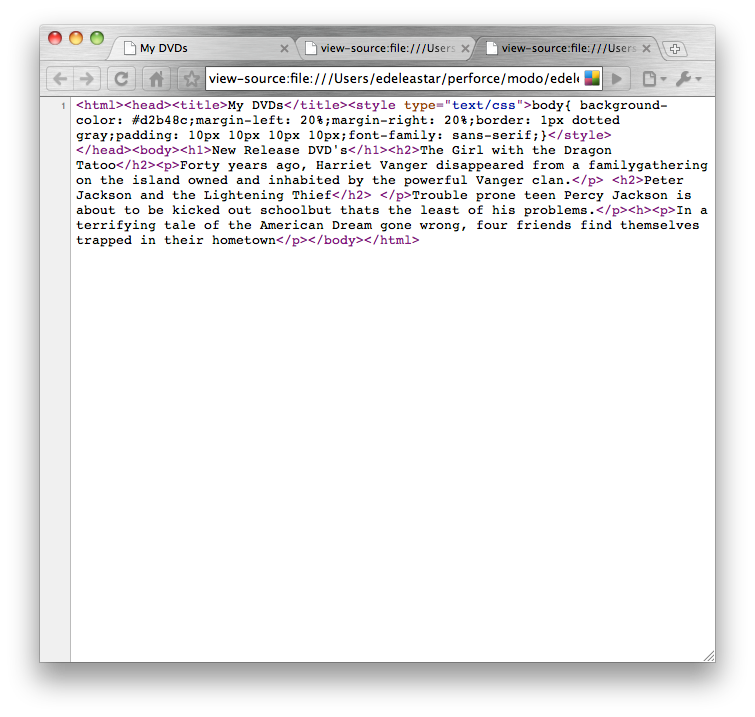 My DVDs
view-source:file:///Users
view-source:file:///Users
view-source:file:///Users/edeleastar/perforce/modo/edele
1
<html><head><title>My DVDs</title><style type="text/css">body{ background-
color: #d2b48c;margin-left: 20%;margin-right: 20%;border: 1px dotted
gray;padding: 10px 10px 10px 10px;font-family: sans-serif;}</style>
</head><body><h1>New Release DVD's</h1><h2>The Girl with the Dragon
Tatoo</h2><p>Forty years ago, Harriet Vanger disappeared from a familygathering
on the island owned and inhabited by the powerful Vanger clan.</p> <h2>Peter
Jackson and the Lightening Thief</h2> </p>Trouble prone teen Percy Jackson is
about to be kicked out schoolbut thats the least of his problems.</p><h><p>In a
terrifying tale of the American Dream gone wrong, four friends find themselves
trapped in their hometown</p></body></html>